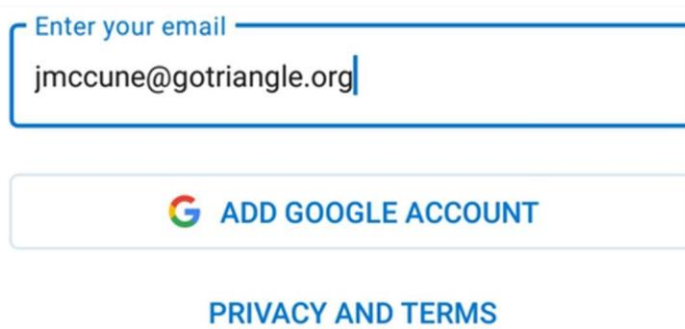 Enter your email
jmccune@gotriangle.org
ADD GOOGLE ACCOUNT
PRIVACY AND TERMS